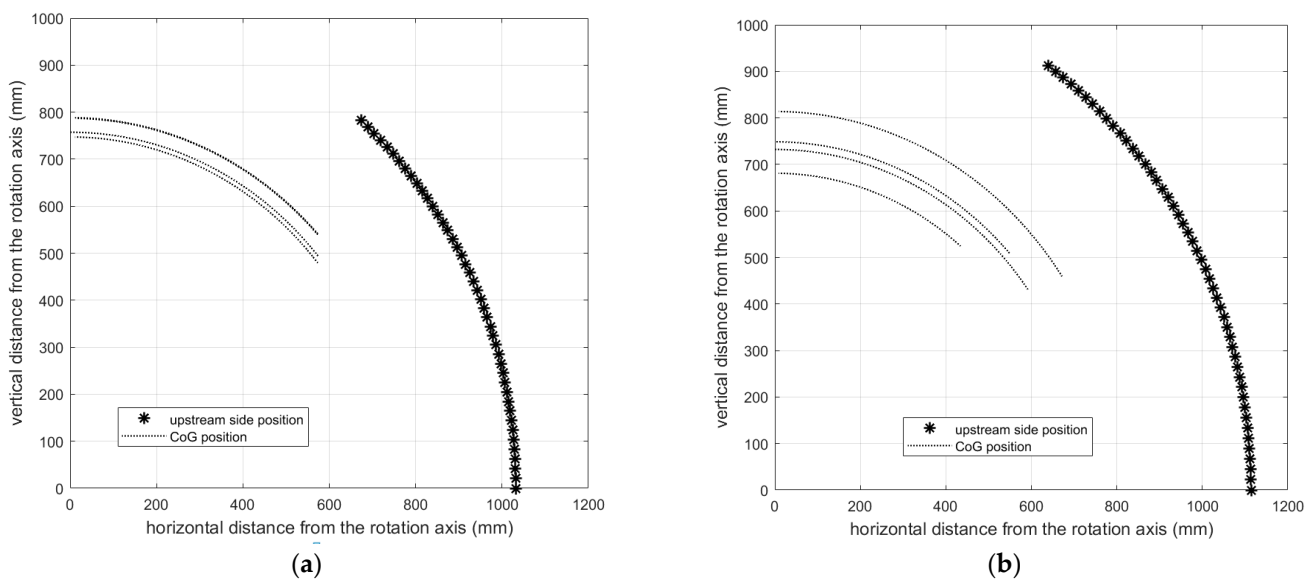 1000
900
800
700
600
500
400
300
200
100
0
vertical distance from the rotation axis (mm)
upstream side position
CoG position
0 200 400 600 800 1000 1200
horizontal distance from the rotation axis (mm)
(a)
1000
900
800
700
600
500
400
300
200
100
0
vertical distance from the rotation axis (mm)
upstream side position
CoG position
0 200 400 600 800 1000 1200
horizontal distance from the rotation axis (mm)
(b)